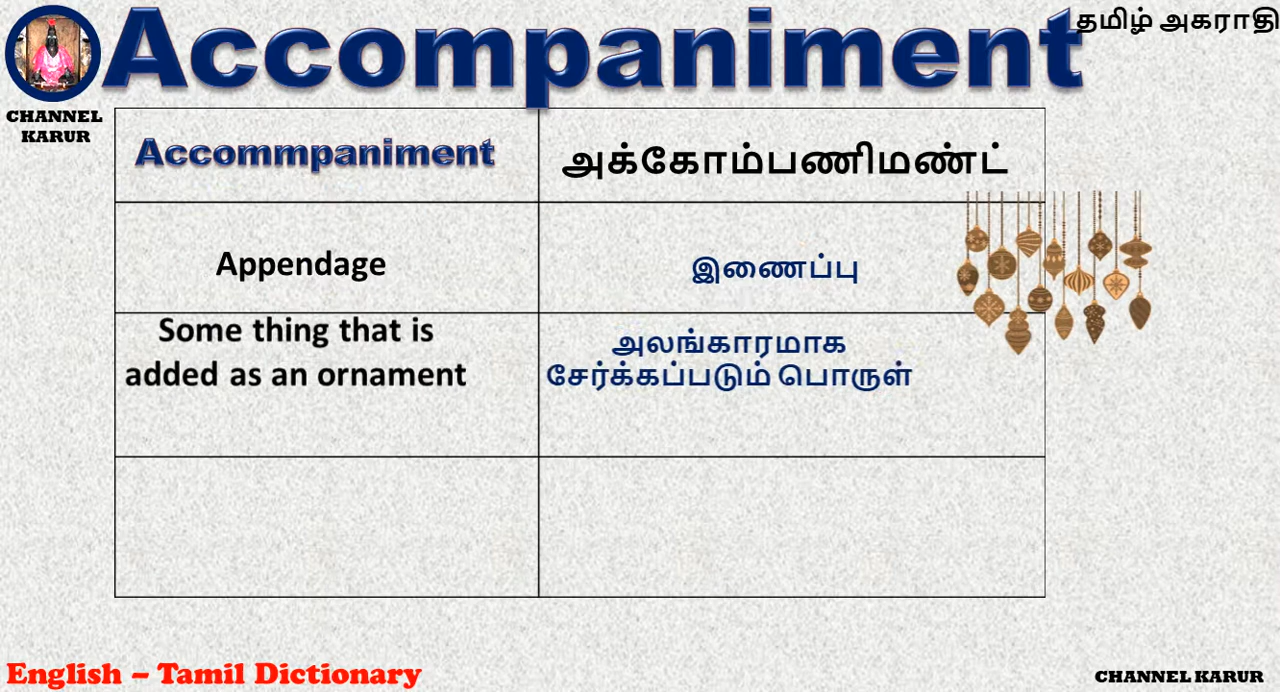 Accompaniment
தமிழ் அகராதி
CHANNEL
KARUR
Accommpaniment
அக்கோம்பணிமண்ட்
Appendage
இணைப்பு
Some thing that is
added as an ornament
அலங்காரமாக
சேர்க்கப்படும் பொருள்
English – Tamil Dictionary
CHANNEL KARUR